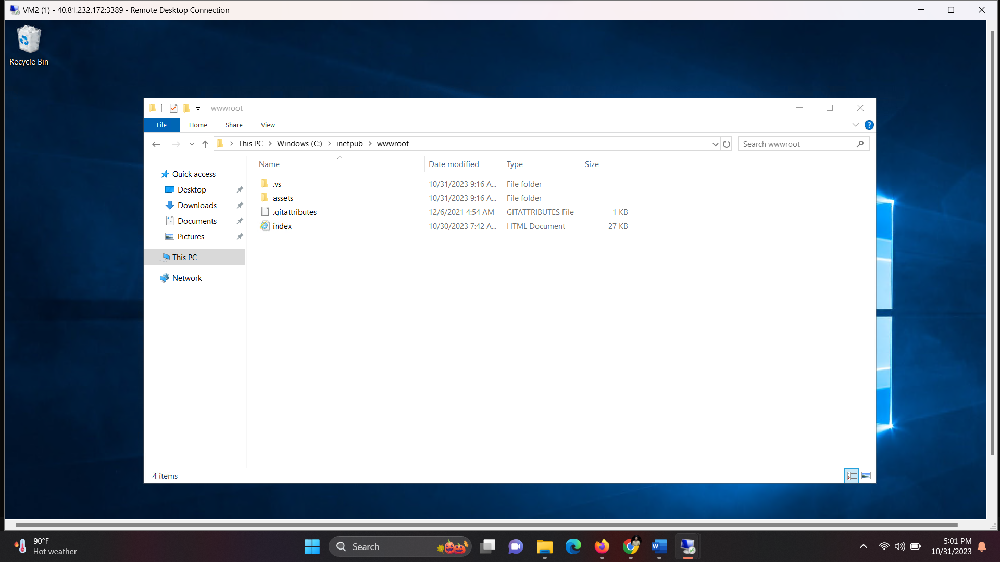 VM2 (1) - 40.81.232.172:3389 - Remote Desktop Connection
Recycle Bin
wwwroot
File Home Share View
This PC > Windows (C:) > inetpub > wwwroot
Search wwwroot
Name Date modified Type Size
Quick access
Desktop
Downloads
Documents
Pictures
This PC
Network
.vs 10/31/2023 9:16 A... File folder
assets 10/31/2023 9:16 A... File folder
.gitattributes 12/6/2021 4:54 AM GITATTRIBUTES File 1 KB
index 10/30/2023 7:42 A... HTML Document 27 KB
4 items
90°F
Hot weather
Search
5:01 PM
10/31/2023